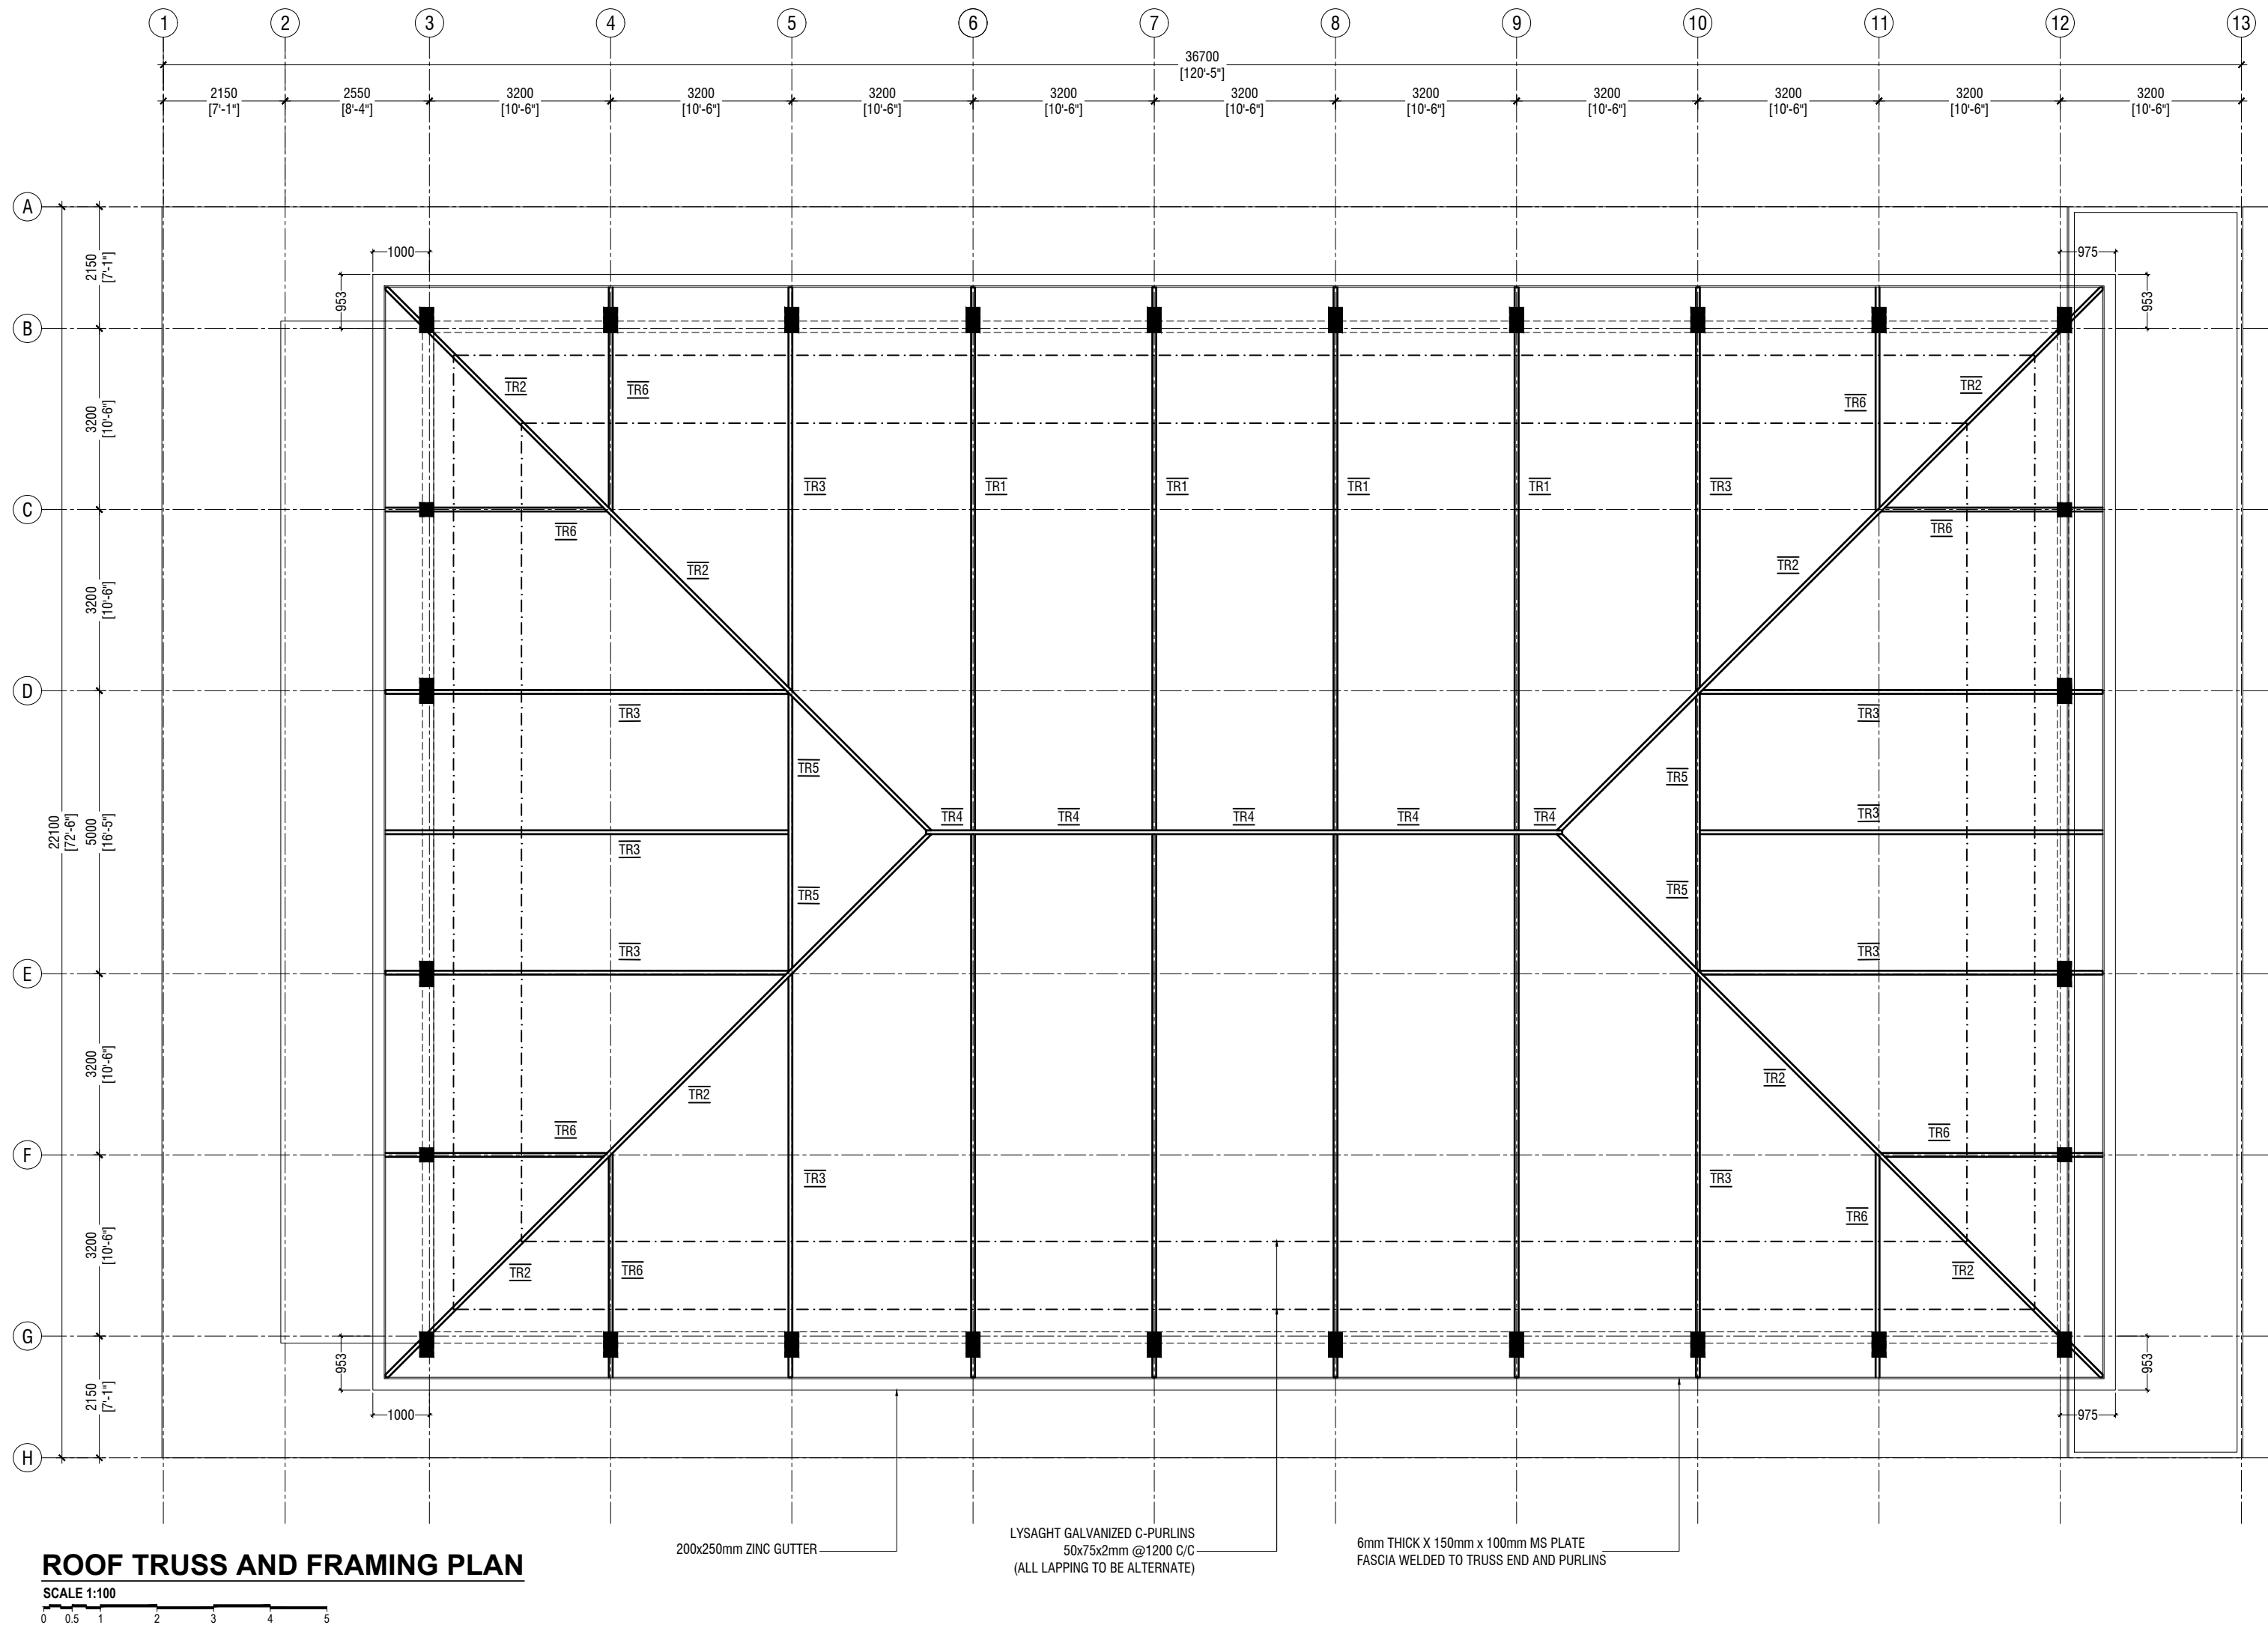 1 2 3 4 5 6 7 8 9 10 11 12 13
36700
[120'-5"]
2150 2550 3200 3200 3200 3200 3200 3200 3200 3200 3200 3200
[7'-1"] [8'-4"] [10'-6"] [10'-6"] [10'-6"] [10'-6"] [10'-6"] [10'-6"] [10'-6"] [10'-6"] [10'-6"] [10'-6"]
A
2150
[7'-1"]
1000 975
953 953
B
TR2 TR6 TR6 TR2
3200
[10'-6"]
TR3 TR1 TR1 TR1 TR1 TR3
C
TR6 TR6
TR2 TR2
3200
[10'-6"]
D
TR3 TR3
TR5 TR5
TR4 TR4 TR4 TR4 TR4 TR3
22100
[72'-6"]
5000
[16'-5"]
TR3
TR5 TR5
TR3 TR3
E
3200
[10'-6"]
TR2 TR2
TR6 TR6
F
TR3 TR3
TR6
3200
[10'-6"]
TR2 TR6 TR2
G
953 953
2150
[7'-1"]
1000 975
H
200x250mm ZINC GUTTER
LYSAGHT GALVANIZED C-PURLINS
50x75x2mm @1200 C/C
(ALL LAPPING TO BE ALTERNATE)
6mm THICK X 150mm x 100mm MS PLATE
FASCIA WELDED TO TRUSS END AND PURLINS
ROOF TRUSS AND FRAMING PLAN
SCALE 1:100
0 0.5 1 2 3 4 5